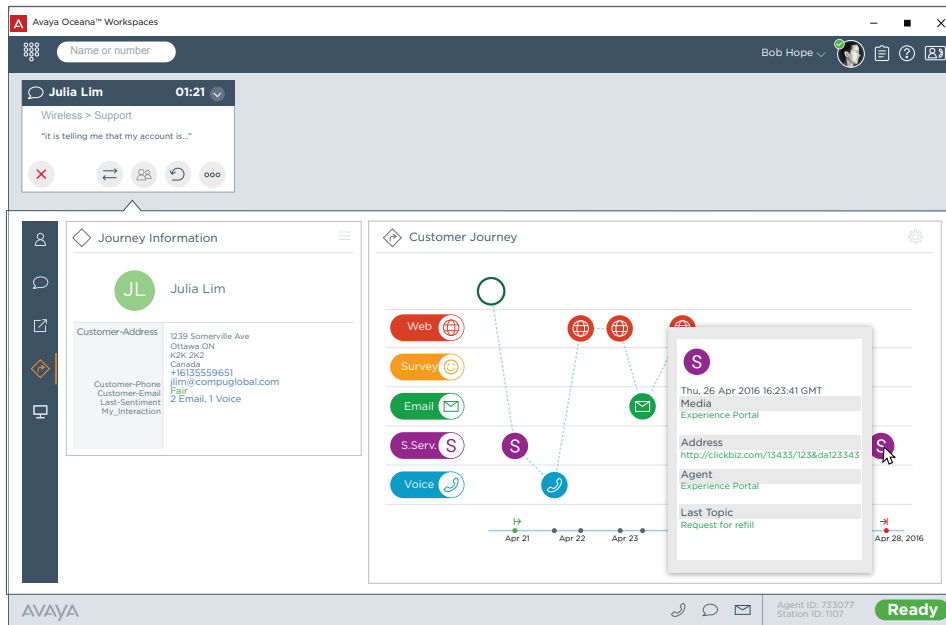 Avaya Oceana™ Workspaces
Name or number
Bob Hope
Julia Lim 01:21
Wireless > Support
"it is telling me that my account is..."
Journey Information
JL
Julia Lim
Customer-Address
1239 Somerville Ave
Ottawa ON
K2K 2K2
Canada
Customer-Phone +16135559651
Customer-Email jlim@compuglobal.com
Last-Sentiment Fair
My_Interaction 2 Email, 1 Voice
Customer Journey
Web
Survey
Email
S.Serv. S
Voice
S
S
Apr 21 Apr 22 Apr 23 Apr 28, 2016
S
Thu, 26 Apr 2016 16:23:41 GMT
Media
Experience Portal
Address
http://clickbiz.com/13433/123&da123343
Agent
Experience Portal
Last Topic
Request for refill
AVAYA
Agent ID: 733077
Station ID: 1107
Ready